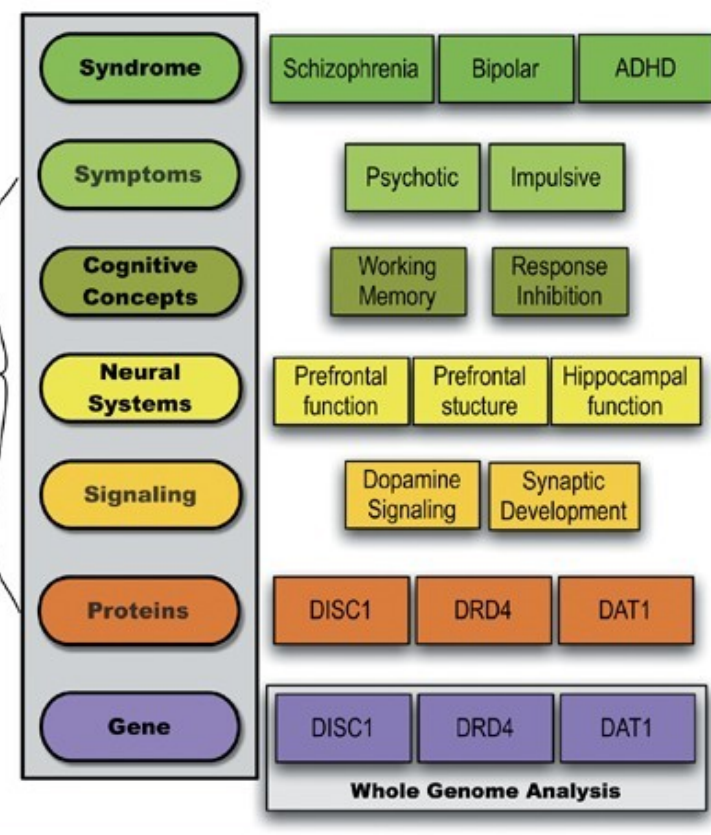 Syndrome
Schizophrenia
Bipolar
ADHD
Symptoms
Psychotic
Impulsive
Cognitive
Concepts
Working
Memory
Response
Inhibition
Neural
Systems
Prefrontal
function
Prefrontal
stucture
Hippocampal
function
Signaling
Dopamine
Signaling
Synaptic
Development
Proteins
DISC1
DRD4
DAT1
Gene
DISC1
DRD4
DAT1
Whole Genome Analysis